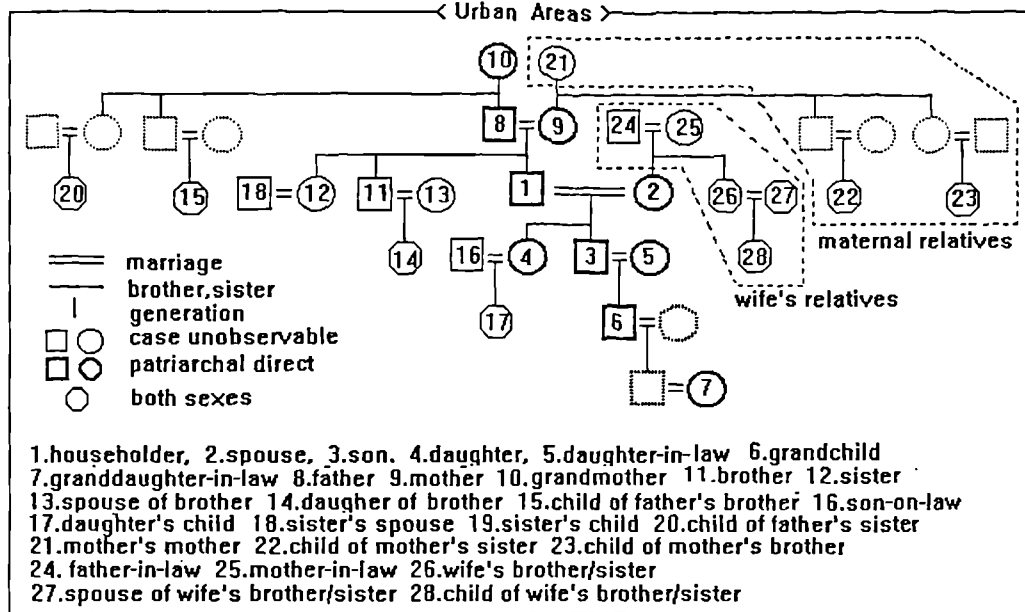 < Urban Areas >
10 21
8 9 24 25
20 15 18 12 11 13 1 2 26 27 22 23
14 16 4 3 5 28
maternal relatives
wife's relatives
17 6
7
marriage
brother,sister
generation
case unobservable
patriarchal direct
both sexes
1.householder, 2.spouse, 3.son. 4.daughter, 5.daughter-in-law 6.grandchild
7.granddaughter-in-law 8.father 9.mother 10.grandmother 11.brother 12.sister
13.spouse of brother 14.daugher of brother 15.child of father's brother 16.son-on-law
17.daughter's child 18.sister's spouse 19.sister's child 20.child of father's sister
21.mother's mother 22.child of mother's sister 23.child of mother's brother
24. father-in-law 25.mother-in-law 26.wife's brother/sister
27.spouse of wife's brother/sister 28.child of wife's brother/sister